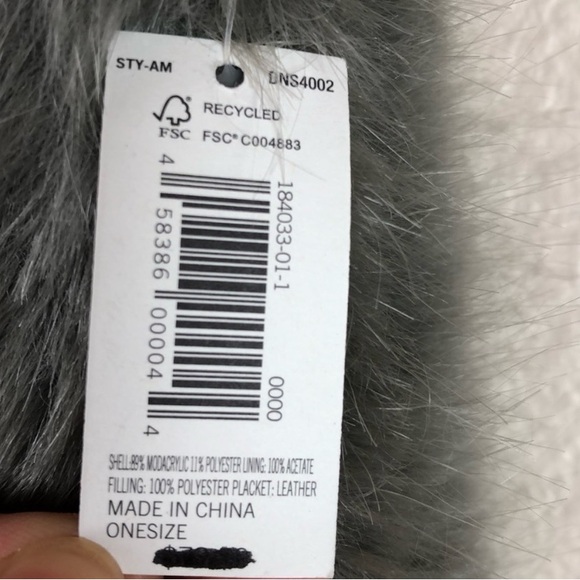 STY-AM DNS4002
RECYCLED
FSC FSC® C004883
184033-01-1 0000
4 58386 00004 4
SHELL:89% MODACRYLIC 11% POLYESTER LINING: 100% ACETATE
FILLING: 100% POLYESTER PLACKET: LEATHER
MADE IN CHINA
ONESIZE